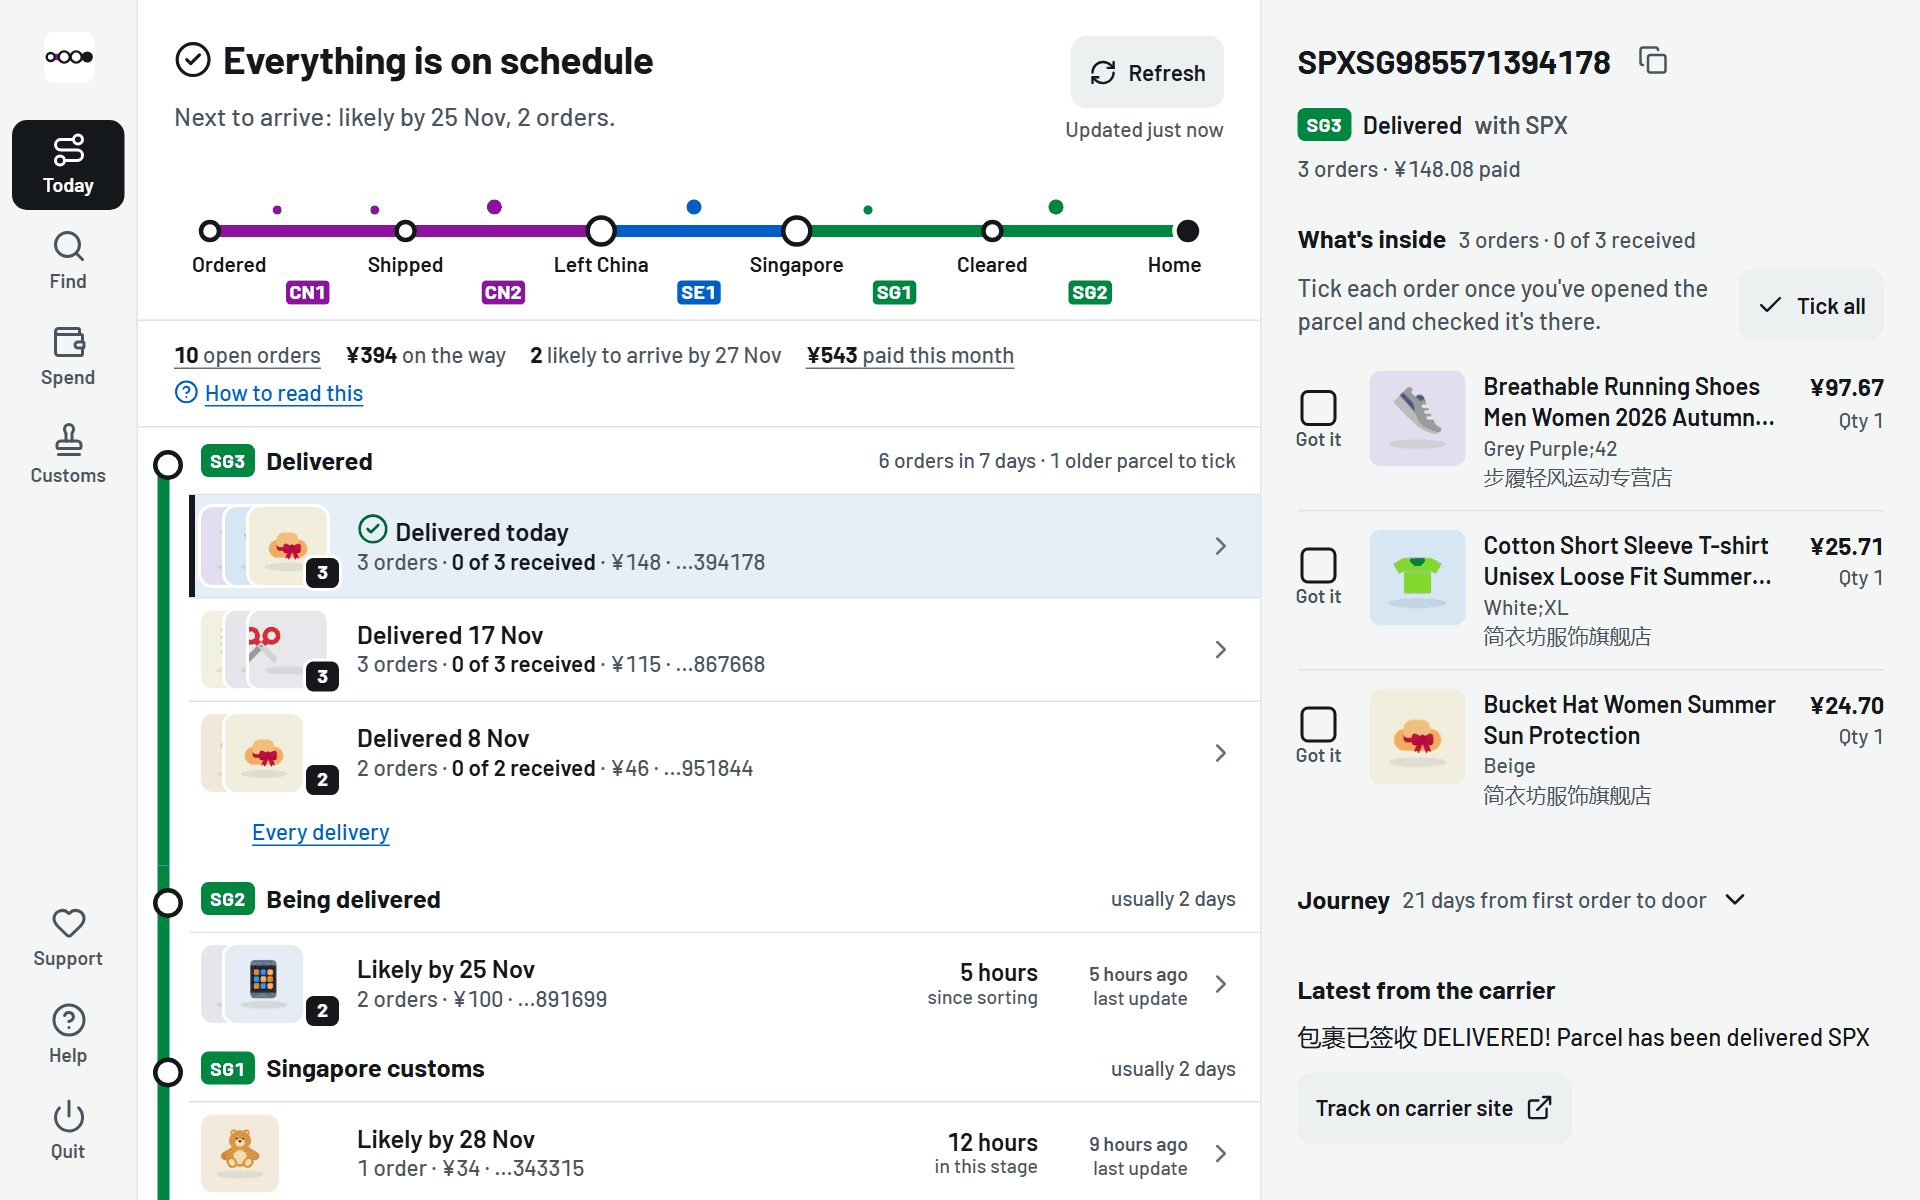 Today
Find
Spend
Customs
Support
Help
Quit
Everything is on schedule
Next to arrive: likely by 25 Nov, 2 orders.
Refresh
Updated just now
Ordered
Shipped
Left China
Singapore
Cleared
Home
CN1
CN2
SE1
SG1
SG2
10 open orders ¥394 on the way 2 likely to arrive by 27 Nov ¥543 paid this month
How to read this
SG3 Delivered 6 orders in 7 days · 1 older parcel to tick
Delivered today
3 orders · 0 of 3 received · ¥148 · ...394178
3
Delivered 17 Nov
3 orders · 0 of 3 received · ¥115 · ...867668
3
Delivered 8 Nov
2 orders · 0 of 2 received · ¥46 · ...951844
2
Every delivery
SG2 Being delivered usually 2 days
Likely by 25 Nov
2 orders · ¥100 · ...891699
2
5 hours
since sorting
5 hours ago
last update
SG1 Singapore customs usually 2 days
Likely by 28 Nov
1 order · ¥34 · ...343315
12 hours
in this stage
9 hours ago
last update
SPXSG985571394178
SG3 Delivered with SPX
3 orders · ¥148.08 paid
What's inside 3 orders · 0 of 3 received
Tick each order once you've opened the
parcel and checked it's there.
Tick all
Got it
Breathable Running Shoes
Men Women 2026 Autumn...
Grey Purple;42
步履轻风运动专营店
¥97.67
Qty 1
Got it
Cotton Short Sleeve T-shirt
Unisex Loose Fit Summer...
White;XL
简衣坊服饰旗舰店
¥25.71
Qty 1
Got it
Bucket Hat Women Summer
Sun Protection
Beige
简衣坊服饰旗舰店
¥24.70
Qty 1
Journey 21 days from first order to door
Latest from the carrier
包裹已签收 DELIVERED! Parcel has been delivered SPX
Track on carrier site